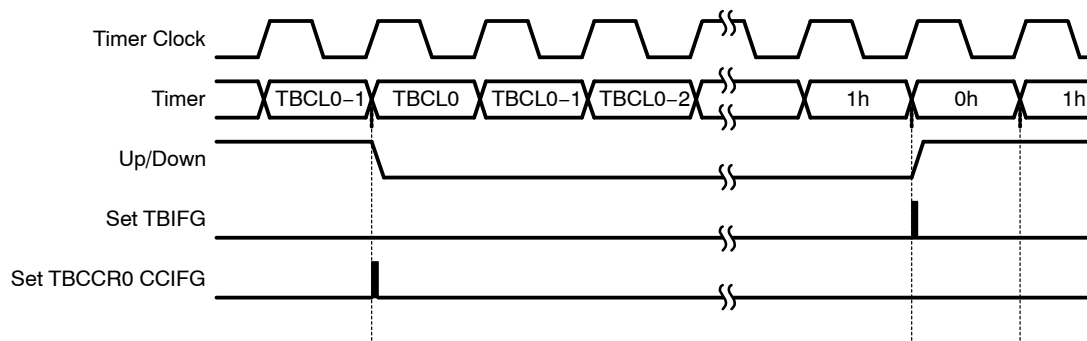 Timer Clock
Timer TBCL0−1 TBCL0 TBCL0−1 TBCL0−2 1h 0h 1h
Up/Down
Set TBIFG
Set TBCCR0 CCIFG